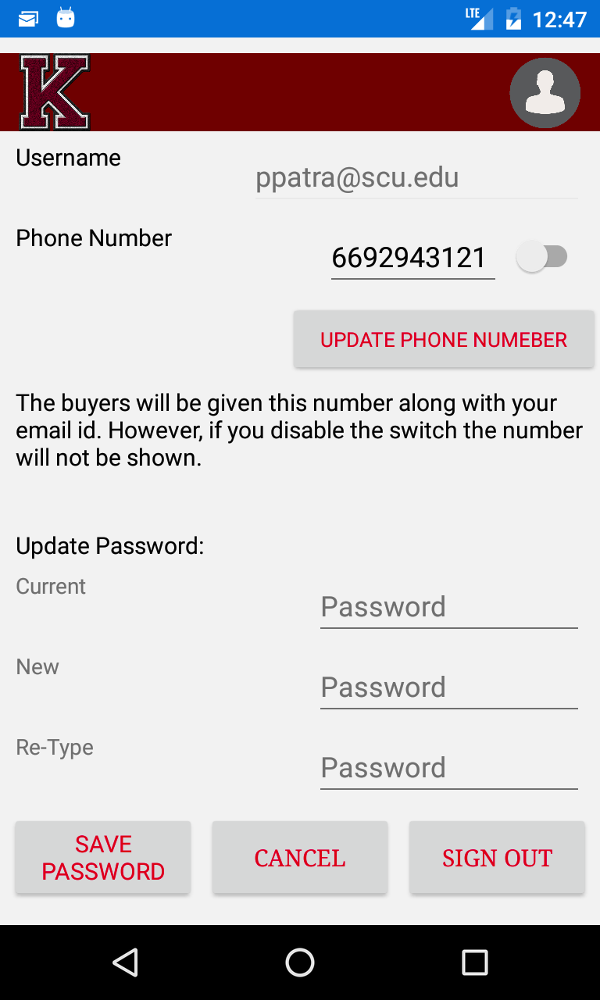 LTE 12:47
K
Username
ppatra@scu.edu
Phone Number
6692943121
UPDATE PHONE NUMEBER
The buyers will be given this number along with your
email id. However, if you disable the switch the number
will not be shown.
Update Password:
Current
Password
New
Password
Re-Type
Password
SAVE
PASSWORD
CANCEL
SIGN OUT